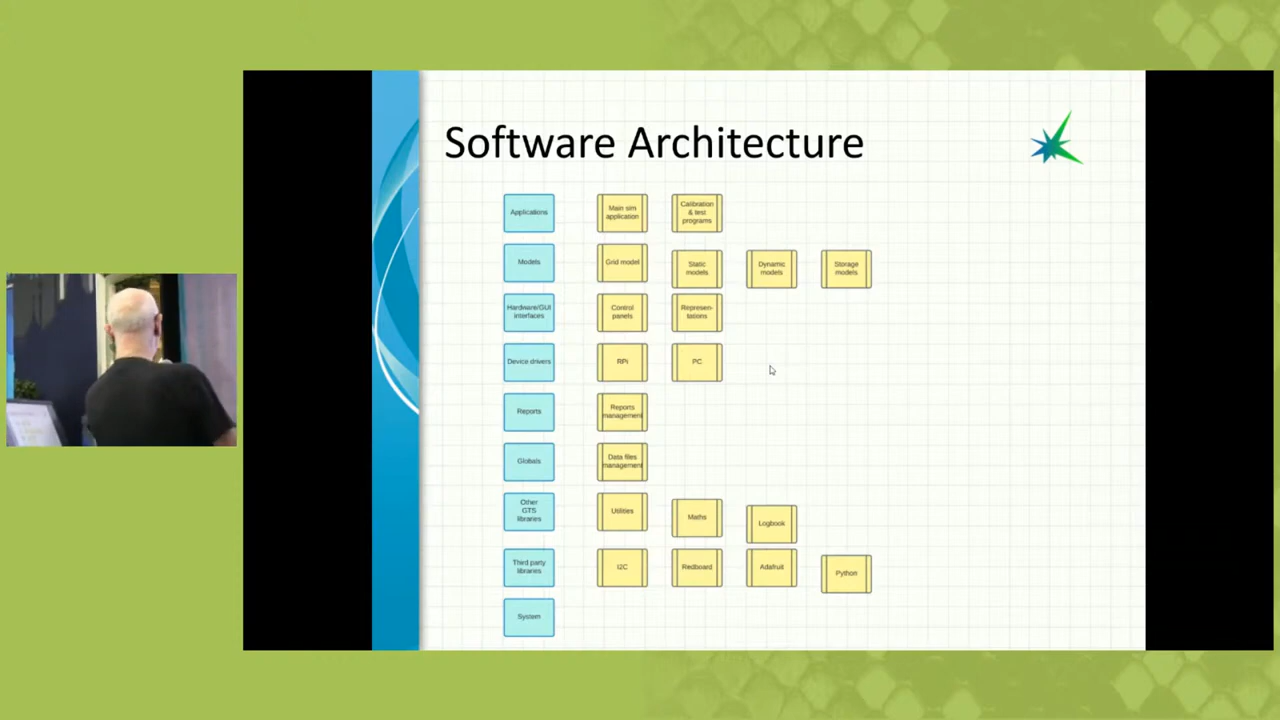 Software Architecture
Applications
Main sim
application
Calibration
& test
programs
Models
Grid model
Static
models
Dynamic
models
Storage
models
Hardware/GUI
interfaces
Control
panels
Represen-
tations
Device drivers
RPi
PC
Reports
Reports
management
Globals
Data files
management
Other
GTS
libraries
Utilities
Maths
Logbook
Third party
libraries
I2C
Redboard
Adafruit
Python
System